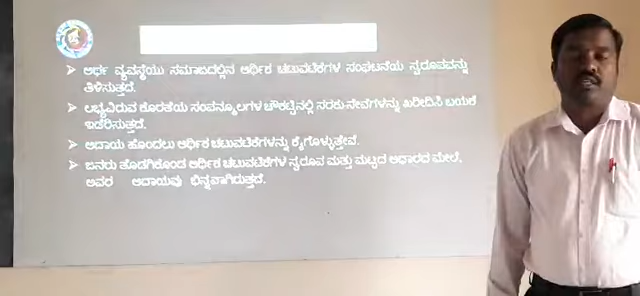 ಅರ್ಥ ವ್ಯವಸ್ಥೆಯು ಸಮಾಜದಲ್ಲಿನ ಆರ್ಥಿಕ ಚಟುವಟಿಕೆಗಳ ಸಂಘಟನೆಯ ಸ್ವರೂಪವನ್ನು
ತಿಳಿಸುತ್ತದೆ.
ಲಭ್ಯವಿರುವ ಕೊರತೆಯ ಸಂಪನ್ಮೂಲಗಳ ಚೌಕಟ್ಟಿನಲ್ಲಿ ಸರಕು-ಸೇವೆಗಳನ್ನು ಖರೀದಿಸಿ ಬಯಕೆ
ಈಡೇರಿಸುತ್ತದೆ.
ಆದಾಯ ಹೊಂದಲು ಆರ್ಥಿಕ ಚಟುವಟಿಕೆಗಳನ್ನು ಕೈಗೊಳ್ಳುತ್ತೇವೆ.
ಜನರು ತೊಡಗಿಕೊಂಡ ಆರ್ಥಿಕ ಚಟುವಟಿಕೆಗಳ ಸ್ವರೂಪ ಮತ್ತು ಮಟ್ಟದ ಆಧಾರದ ಮೇಲೆ,
ಅವರ ಆದಾಯವು ಭಿನ್ನವಾಗಿರುತ್ತದೆ.